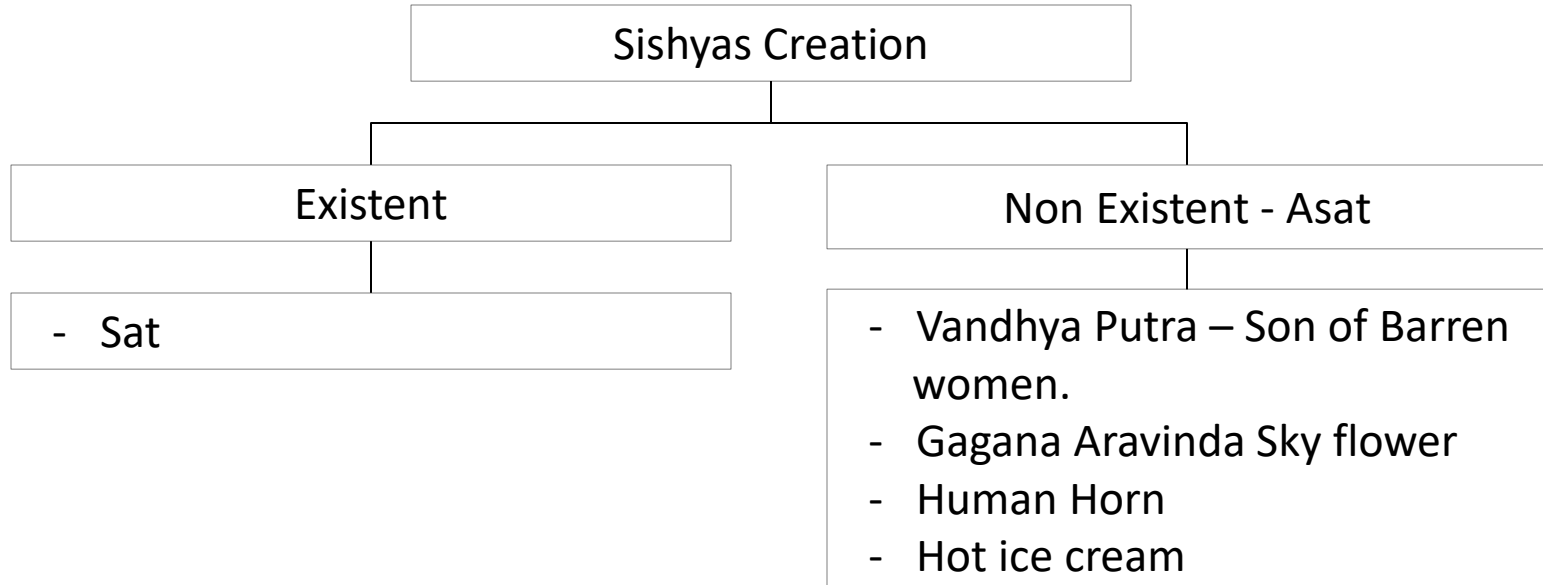 Sishyas Creation
Existent
- Sat
Non Existent - Asat
- Vandhya Putra – Son of Barren
women.
- Gagana Aravinda Sky flower
- Human Horn
- Hot ice cream